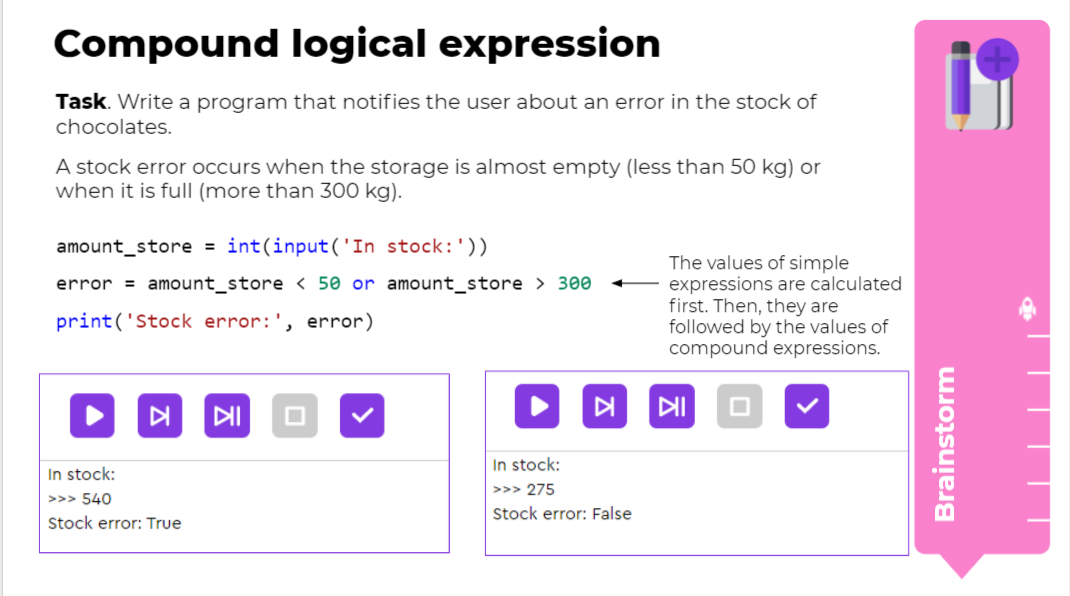 Compound logical expression
Task. Write a program that notifies the user about an error in the stock of
chocolates.
A stock error occurs when the storage is almost empty (less than 50 kg) or
when it is full (more than 300 kg).
amount_store = int(input('In stock:'))
error = amount_store < 50 or amount_store > 300
print('Stock error:', error)
The values of simple
expressions are calculated
first. Then, they are
followed by the values of
compound expressions.
In stock:
>>> 540
Stock error: True
In stock:
>>> 275
Stock error: False
Brainstorm